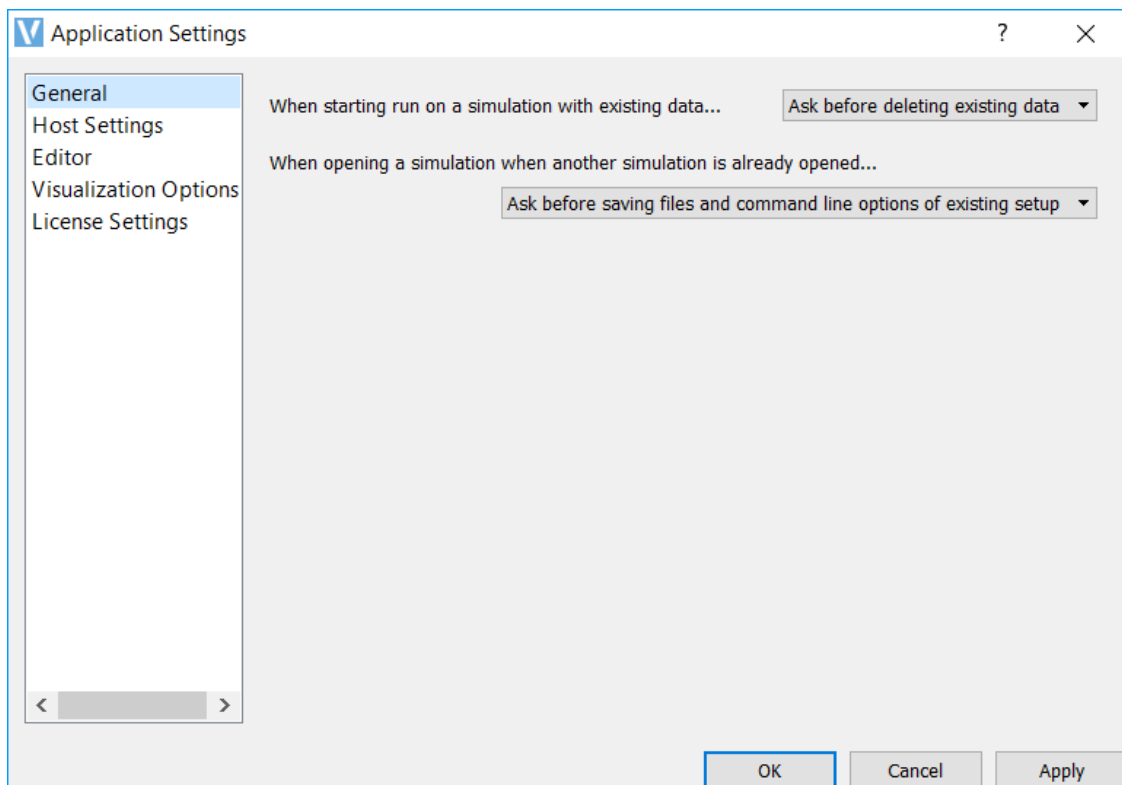 Application Settings
?
General
Host Settings
Editor
Visualization Options
License Settings
When starting run on a simulation with existing data...
Ask before deleting existing data
When opening a simulation when another simulation is already opened...
Ask before saving files and command line options of existing setup
OK
Cancel
Apply